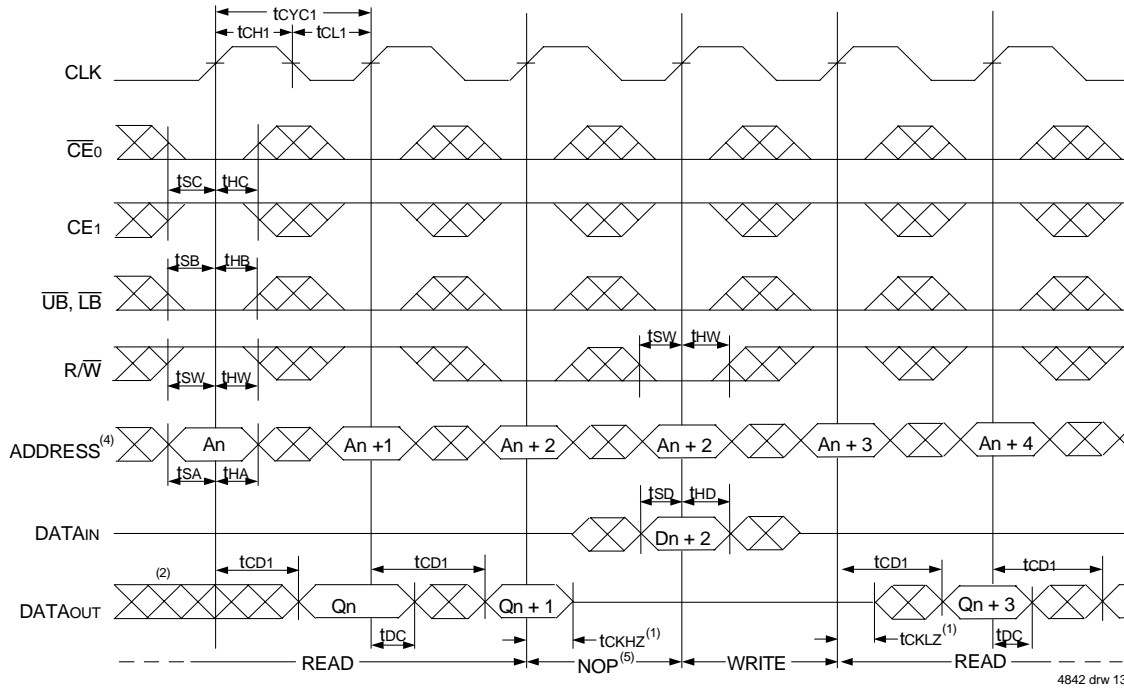 tCYC1
tCH1 tCL1
CLK
CE0
tSC tHC
CE1
tSB tHB
UB, LB
tSW tHW
R/W
tSW tHW
ADDRESS(4) An An +1 An + 2 An + 2 An + 3 An + 4
tSA tHA
tSD tHD
DATAIN Dn + 2
tCD1 tCD1 tCD1 tCD1
(2)
DATAOUT Qn Qn + 1 Qn + 3
tDC tCKHZ(1) tCKLZ(1) tDC
READ NOP(5) WRITE READ
4842 drw 13